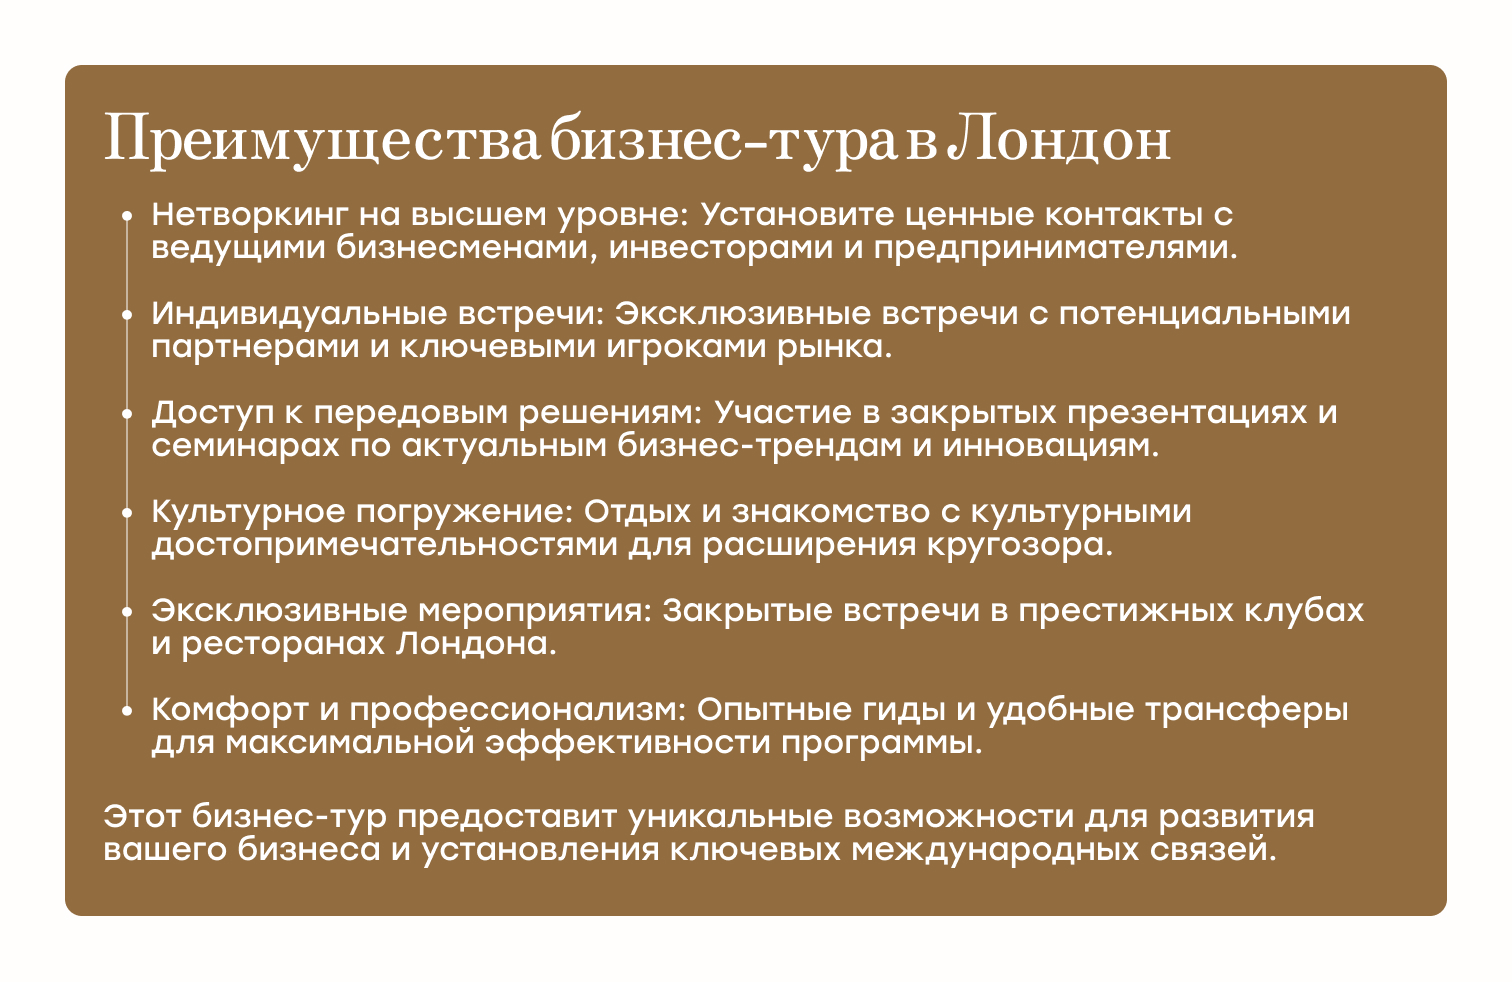 Преимущества бизнес-тура в Лондон
Нетворкинг на высшем уровне: Установите ценные контакты с
ведущими бизнесменами, инвесторами и предпринимателями.
Индивидуальные встречи: Эксклюзивные встречи с потенциальными
партнерами и ключевыми игроками рынка.
Доступ к передовым решениям: Участие в закрытых презентациях и
семинарах по актуальным бизнес-трендам и инновациям.
Культурное погружение: Отдых и знакомство с культурными
достопримечательностями для расширения кругозора.
Эксклюзивные мероприятия: Закрытые встречи в престижных клубах
и ресторанах Лондона.
Комфорт и профессионализм: Опытные гиды и удобные трансферы
для максимальной эффективности программы.
Этот бизнес-тур предоставит уникальные возможности для развития
вашего бизнеса и установления ключевых международных связей.